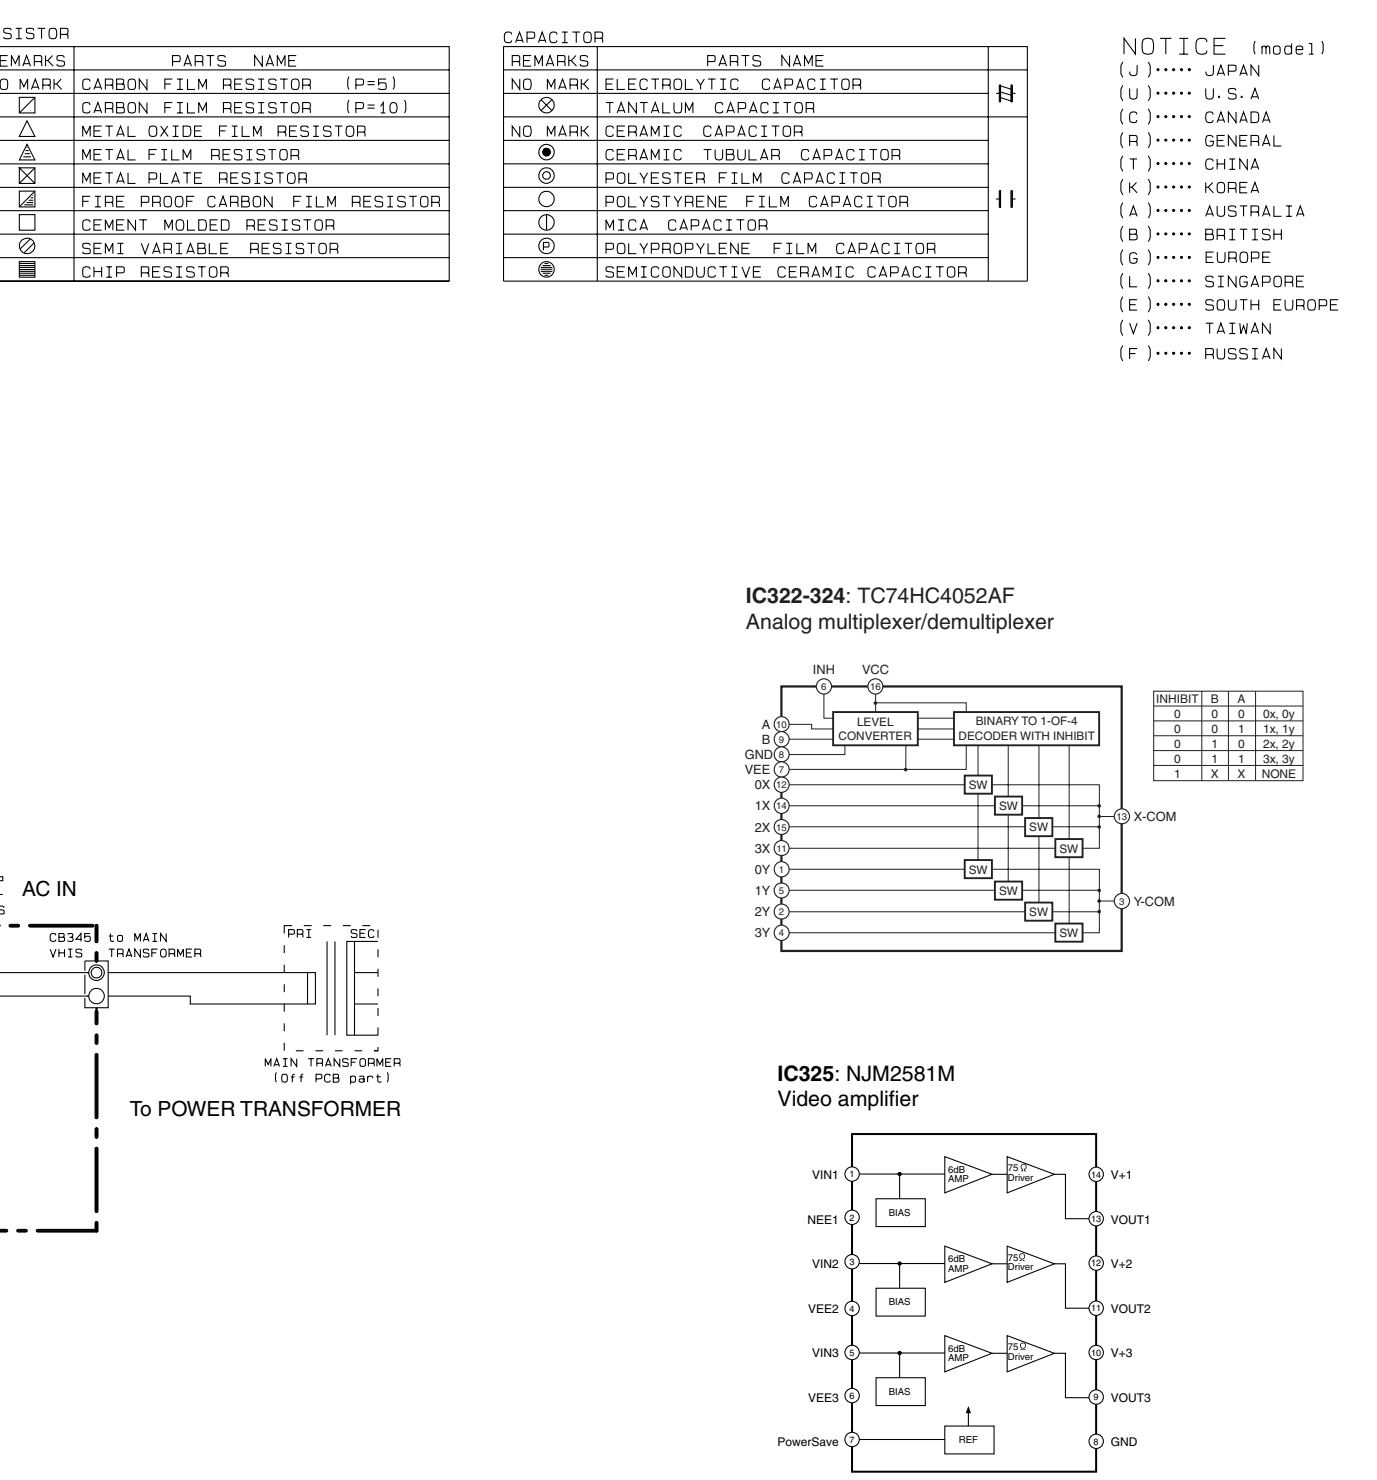 SISTOR
EMARKS PARTS NAME
O MARK CARBON FILM RESISTOR (P=5)
CARBON FILM RESISTOR (P=10)
METAL OXIDE FILM RESISTOR
METAL FILM RESISTOR
METAL PLATE RESISTOR
FIRE PROOF CARBON FILM RESISTOR
CEMENT MOLDED RESISTOR
SEMI VARIABLE RESISTOR
CHIP RESISTOR
CAPACITOR
REMARKS PARTS NAME
NO MARK ELECTROLYTIC CAPACITOR
TANTALUM CAPACITOR
NO MARK CERAMIC CAPACITOR
CERAMIC TUBULAR CAPACITOR
POLYESTER FILM CAPACITOR
POLYSTYRENE FILM CAPACITOR
MICA CAPACITOR
P POLYPROPYLENE FILM CAPACITOR
SEMICONDUCTIVE CERAMIC CAPACITOR
NOTICE (model)
(J)••••• JAPAN
(U)••••• U.S.A
(C)••••• CANADA
(R)••••• GENERAL
(T)••••• CHINA
(K)••••• KOREA
(A)••••• AUSTRALIA
(B)••••• BRITISH
(G)••••• EUROPE
(L)••••• SINGAPORE
(E)••••• SOUTH EUROPE
(V)••••• TAIWAN
(F)••••• RUSSIAN
IC322-324: TC74HC4052AF
Analog multiplexer/demultiplexer
INH VCC
6 16
A 10
B 9
GND 8
VEE 7
LEVEL
CONVERTER
BINARY TO 1-OF-4
DECODER WITH INHIBIT
0X 12 SW
1X 14 SW
2X 15 SW
3X 11 SW
13 X-COM
0Y 1 SW
1Y 5 SW
2Y 2 SW
3Y 4 SW
3 Y-COM
INHIBIT B A
0 0 0 0x, 0y
0 0 1 1x, 1y
0 1 0 2x, 2y
0 1 1 3x, 3y
1 X X NONE
AC IN
S
CB345
VHIS
to MAIN
TRANSFORMER
PRI SEC
MAIN TRANSFORMER
(Off PCB part)
To POWER TRANSFORMER
IC325: NJM2581M
Video amplifier
VIN1 1
6dB
AMP
75Ω
Driver
14 V+1
BIAS
NEE1 2
13 VOUT1
VIN2 3
6dB
AMP
75Ω
Driver
12 V+2
BIAS
VEE2 4
11 VOUT2
VIN3 5
6dB
AMP
75Ω
Driver
10 V+3
BIAS
VEE3 6
9 VOUT3
PowerSave 7
REF
8 GND